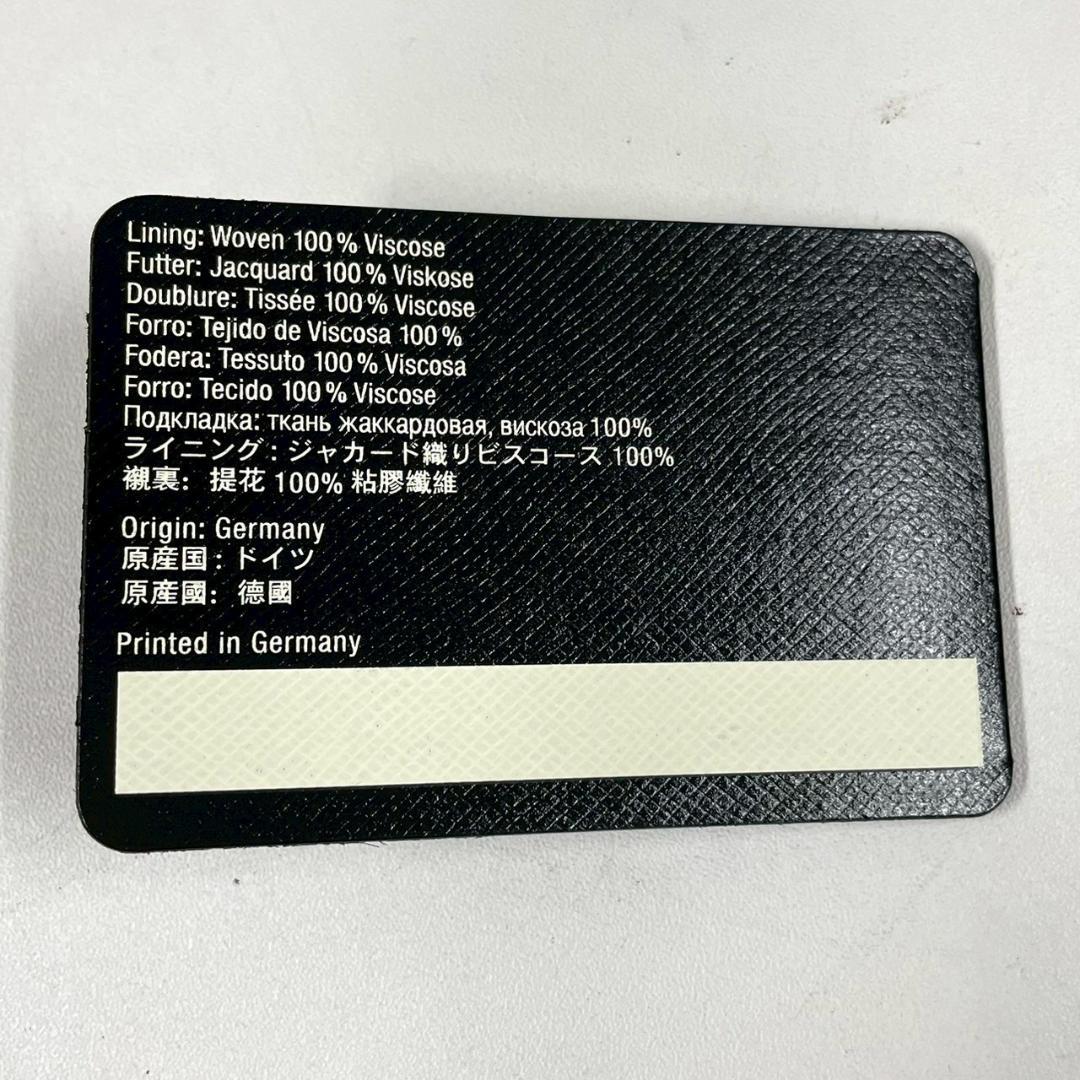 Lining: Woven 100% Viscose
Futter: Jacquard 100% Viskose
Doublure: Tissée 100% Viscose
Forro: Tejido de Viscosa 100%
Fodera: Tessuto 100% Viscosa
Forro: Tecido 100% Viscose
Подкладка: ткань жаккардовая, вискоза 100%
ライニング：ジャカード織りビスコース 100%
襯裏： 提花 100% 粘膠纖維
Origin: Germany
原産国：ドイツ
原産國： 德國
Printed in Germany